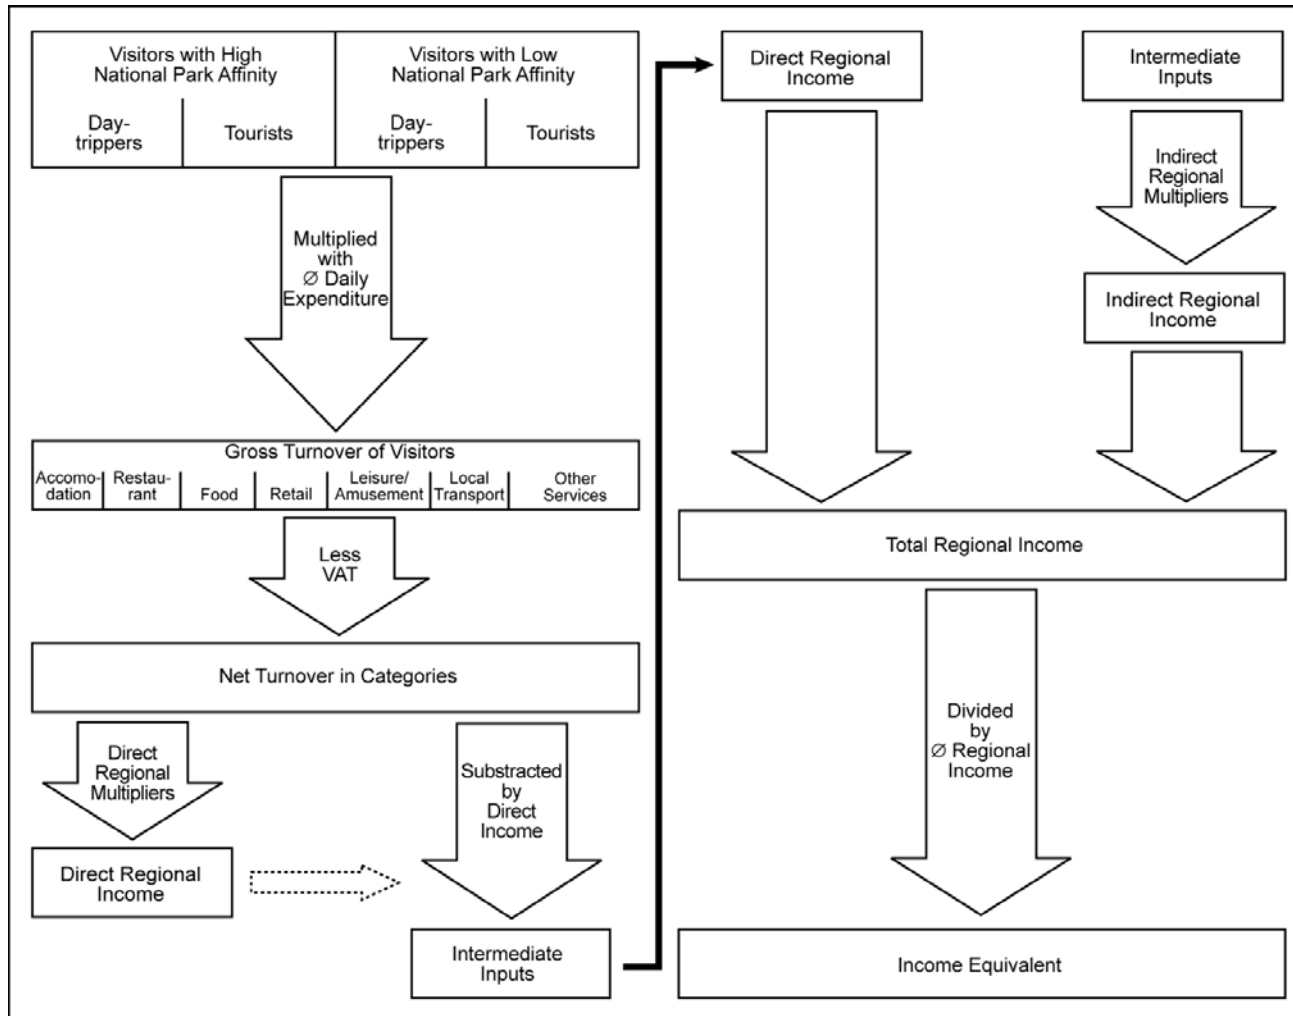 Visitors with High
National Park Affinity
Visitors with Low
National Park Affinity
Day-
trippers
Tourists
Day-
trippers
Tourists
Multiplied
with
∅ Daily
Expenditure
Gross Turnover of Visitors
Accomo-
dation
Restau-
rant
Food
Retail
Leisure/
Amusement
Local
Transport
Other
Services
Less
VAT
Net Turnover in Categories
Direct
Regional
Multipliers
Substracted
by
Direct
Income
Direct Regional
Income
Intermediate
Inputs
Direct Regional
Income
Intermediate
Inputs
Indirect
Regional
Multipliers
Indirect Regional
Income
Total Regional Income
Divided
by
∅ Regional
Income
Income Equivalent